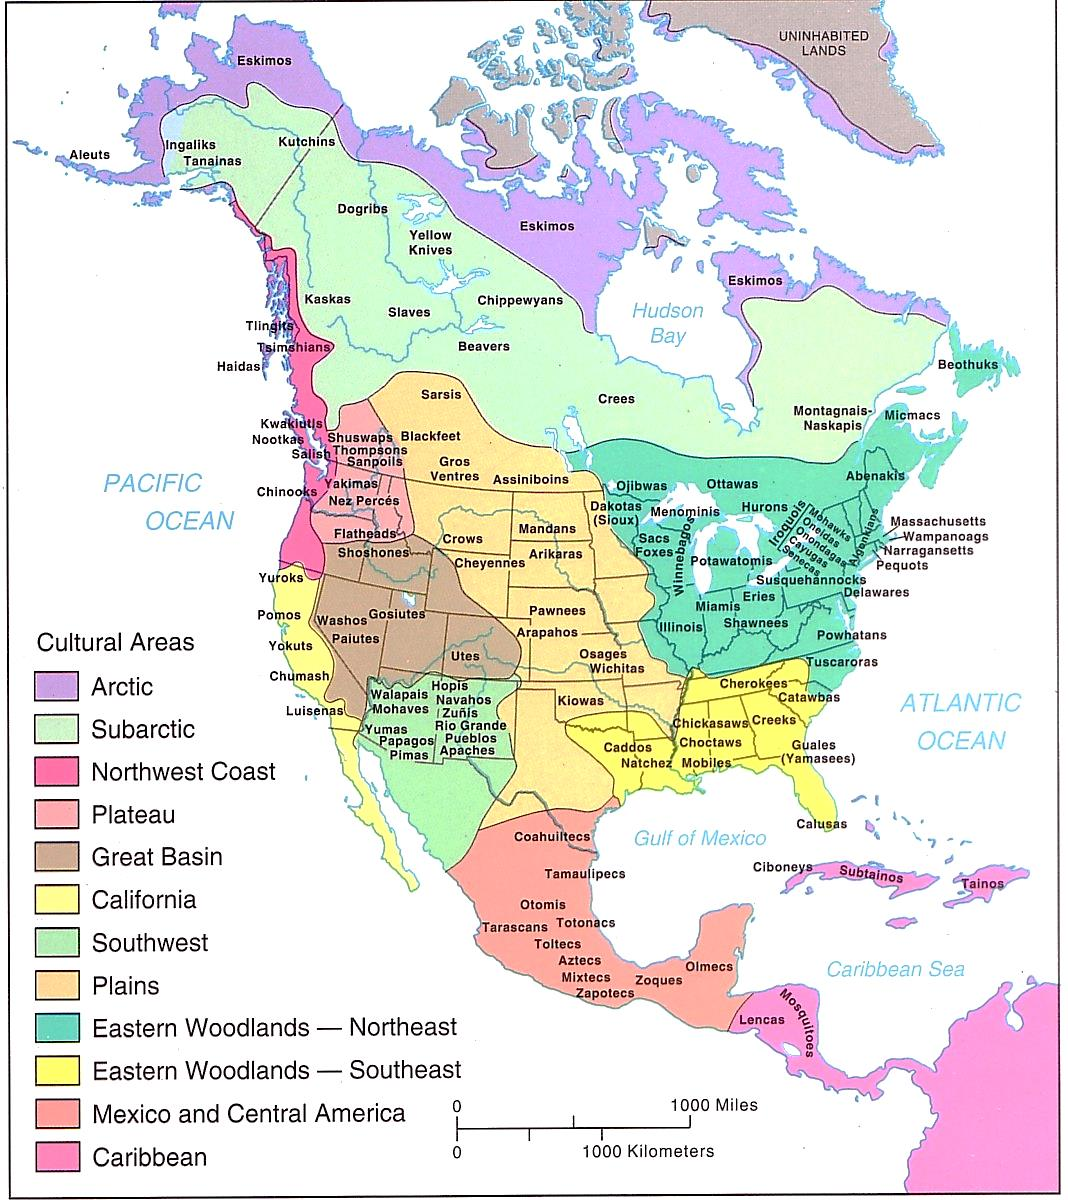 UNINHABITED
LANDS
Eskimos
Aleuts
Ingaliks
Tanainas
Kutchins
Dogribs
Yellow
Knives
Eskimos
Eskimos
Kaskas
Slaves
Chippewyans
Hudson
Bay
Tlingits
Tsimshians
Haidas
Beavers
Beothuks
Sarsis
Crees
Montagnais-
Naskapis
Micmacs
Kwakiutls
Nootkas
Salish
Shuswaps
Thompsons
Sanpoils
Blackfeet
Gros
Ventres
Assiniboins
Abenakis
PACIFIC
OCEAN
Chinooks
Yakimas
Nez Percés
Flatheads
Ojibwas
Ottawas
Dakotas
(Sioux)
Menominis
Hurons
Iroquois
Mohawks
Oneidas
Onondagas
Cayugas
Senecas
Algonkians
Massachusetts
Wampanoags
Narragansetts
Pequots
Crows
Mandans
Sacs
Foxes
Winnebagos
Shoshones
Cheyennes
Arikaras
Potawatomis
Susquehannocks
Delawares
Yuroks
Pomos
Yokuts
Chumash
Luisenas
Washos
Paiutes
Gosiutes
Utes
Pawnees
Arapahos
Osages
Wichitas
Kiowas
Miamis
Eries
Illinois
Shawnees
Powhatans
Tuscaroras
Walapais
Mohaves
Yumas
Papagos
Pimas
Hopis
Navahos
Zuñis
Rio Grande
Pueblos
Apaches
Cherokees
Catawbas
Chickasaws
Creeks
Choctaws
Caddos
Natchez
Mobiles
Guales
(Yamasees)
Calusas
ATLANTIC
OCEAN
Gulf of Mexico
Coahuiltecs
Tamaulipecs
Otomis
Tarascans
Totonacs
Toltecs
Aztecs
Mixtecs
Zapotecs
Zoques
Olmecs
Ciboneys
Subtainos
Tainos
Caribbean Sea
Lencas
Mosquitoes
Cultural Areas
Arctic
Subarctic
Northwest Coast
Plateau
Great Basin
California
Southwest
Plains
Eastern Woodlands — Northeast
Eastern Woodlands — Southeast
Mexico and Central America
Caribbean
0 1000 Miles
0 1000 Kilometers